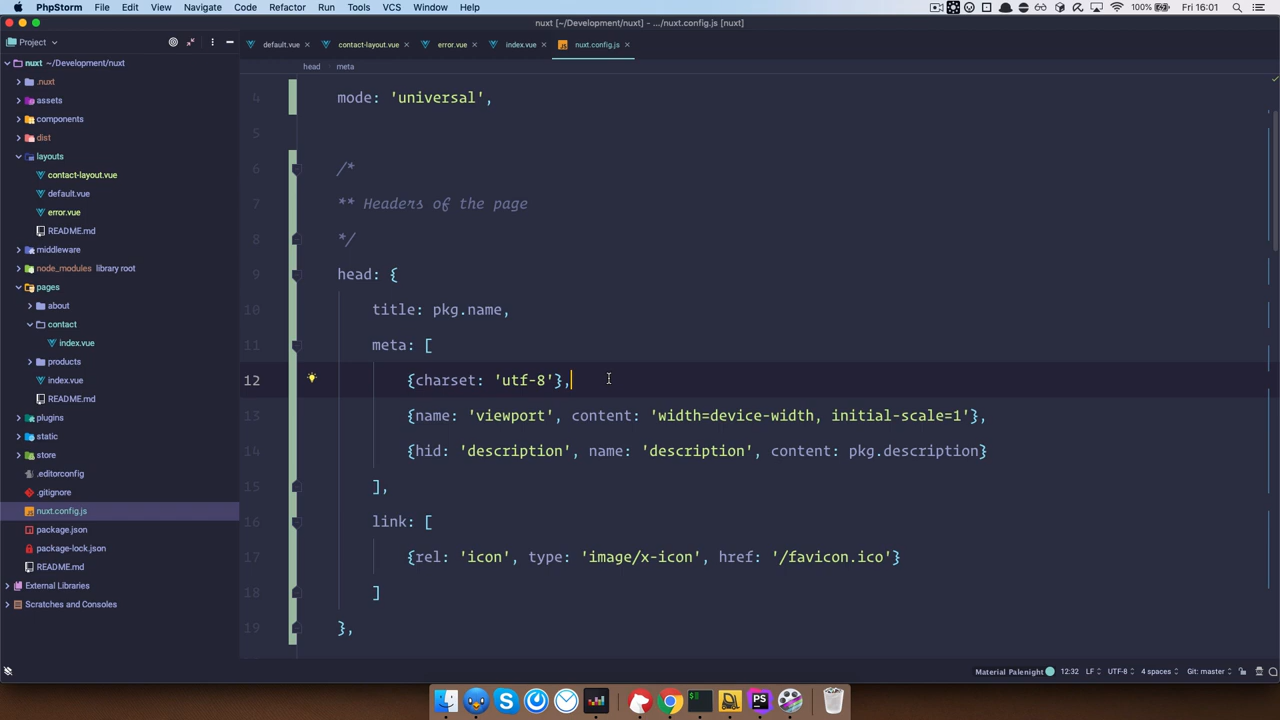 PhpStorm File Edit View Navigate Code Refactor Run Tools VCS Window Help 100% Fri 16:01
nuxt [~/Development/nuxt] - .../nuxt.config.js [nuxt]
Project
default.vue contact-layout.vue error.vue index.vue nuxt.config.js
head meta
nuxt ~/Development/nuxt
.nuxt
assets
components
dist
layouts
contact-layout.vue
default.vue
error.vue
README.md
middleware
node_modules library root
pages
about
contact
index.vue
products
index.vue
README.md
plugins
static
store
.editorconfig
.gitignore
nuxt.config.js
package.json
package-lock.json
README.md
External Libraries
Scratches and Consoles
4 mode: 'universal',
5
6 /*
7 ** Headers of the page
8 */
9 head: {
10 title: pkg.name,
11 meta: [
12 {charset: 'utf-8'},
13 {name: 'viewport', content: 'width=device-width, initial-scale=1'},
14 {hid: 'description', name: 'description', content: pkg.description}
15 ],
16 link: [
17 {rel: 'icon', type: 'image/x-icon', href: '/favicon.ico'}
18 ]
19 },
Material Palenight 12:32 LF UTF-8 4 spaces Git: master
PS